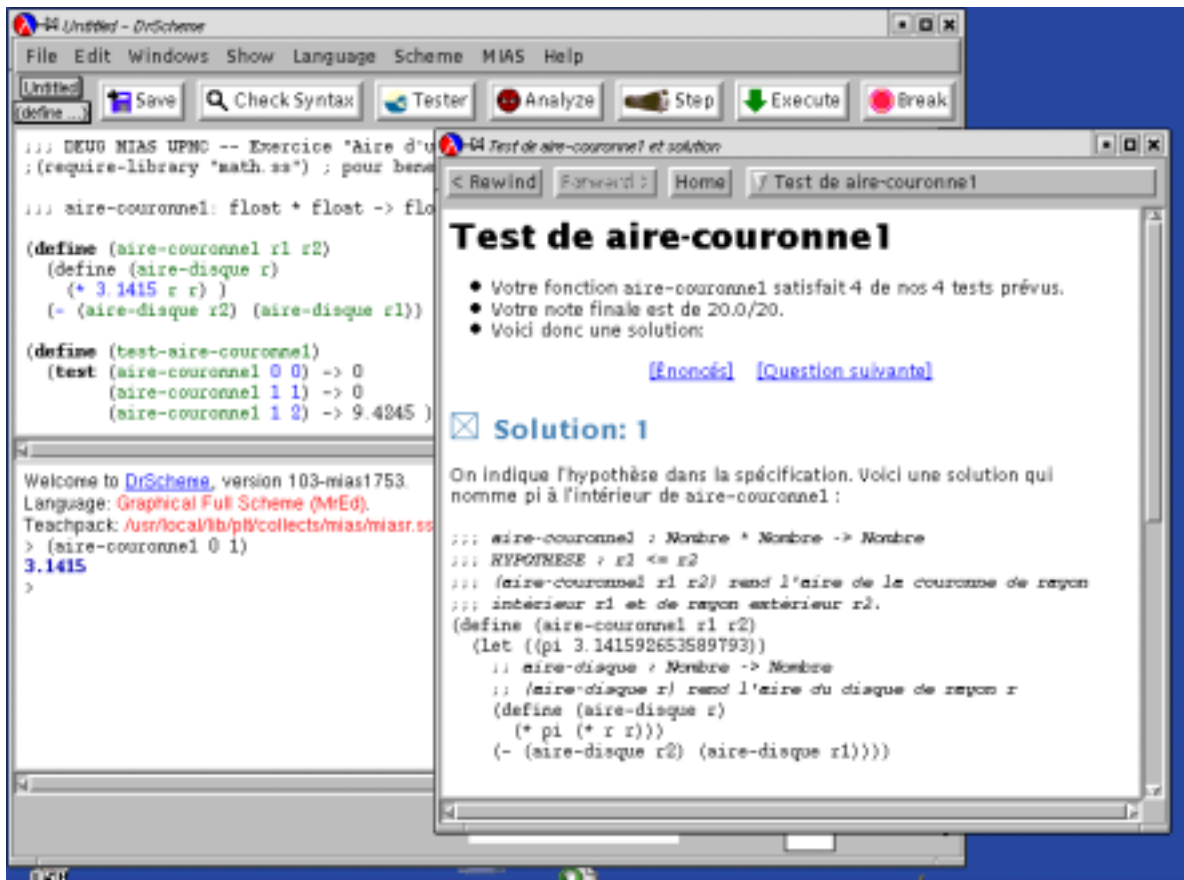 Untitled - DrScheme
File Edit Windows Show Language Scheme MIAS Help
Untitled
(define ...)
Save
Check Syntax
Tester
Analyze
Step
Execute
Break
;;; DEUG MIAS UPMC -- Exercice "Aire d'u
;(require-library "math.ss") ; pour bene
;;; aire-couronne1: float * float -> flo
(define (aire-couronne1 r1 r2)
(define (aire-disque r)
(* 3.1415 r r) )
(- (aire-disque r2) (aire-disque r1))
(define (test-aire-couronne1)
(test (aire-couronne1 0 0) -> 0
(aire-couronne1 1 1) -> 0
(aire-couronne1 1 2) -> 9.4245 )
Welcome to DrScheme, version 103-mias1753.
Language: Graphical Full Scheme (MrEd).
Teachpack: /usr/local/lib/plt/collects/mias/miasr.ss
> (aire-couronne1 0 1)
3.1415
>
Test de aire-couronne1 et solution
< Rewind
Forward >
Home
Test de aire-couronne1
Test de aire-couronne1
• Votre fonction aire-couronne1 satisfait 4 de nos 4 tests prévus.
• Votre note finale est de 20.0/20.
• Voici donc une solution:
[Énoncés] [Question suivante]
Solution: 1
On indique l'hypothèse dans la spécification. Voici une solution qui
nomme pi à l'intérieur de aire-couronne1 :
;;; aire-couronne1 : Nombre * Nombre -> Nombre
;;; HYPOTHESE : r1 <= r2
;;; (aire-couronne1 r1 r2) rend l'aire de la couronne de rayon
;;; intérieur r1 et de rayon extérieur r2.
(define (aire-couronne1 r1 r2)
(let ((pi 3.141592653589793))
;; aire-disque : Nombre -> Nombre
;; (aire-disque r) rend l'aire du disque de rayon r
(define (aire-disque r)
(* pi (* r r)))
(- (aire-disque r2) (aire-disque r1))))